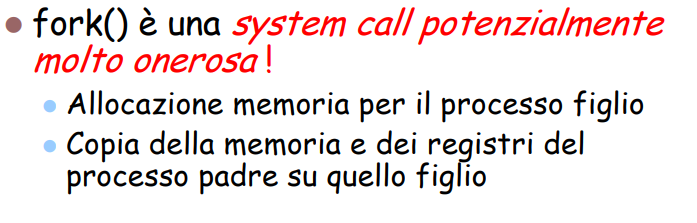 fork() è una system call potenzialmente
molto onerosa !
Allocazione memoria per il processo figlio
Copia della memoria e dei registri del
processo padre su quello figlio